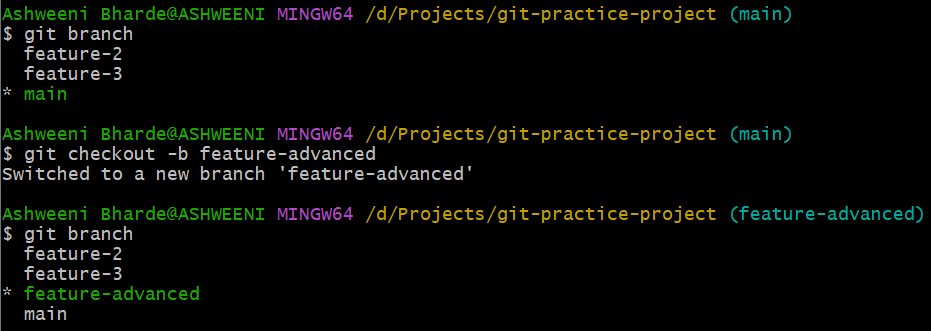 Ashweeni Bharde@ASHWEENI MINGW64 /d/Projects/git-practice-project (main)
$ git branch
  feature-2
  feature-3
* main

Ashweeni Bharde@ASHWEENI MINGW64 /d/Projects/git-practice-project (main)
$ git checkout -b feature-advanced
Switched to a new branch 'feature-advanced'

Ashweeni Bharde@ASHWEENI MINGW64 /d/Projects/git-practice-project (feature-advanced)
$ git branch
  feature-2
  feature-3
* feature-advanced
  main